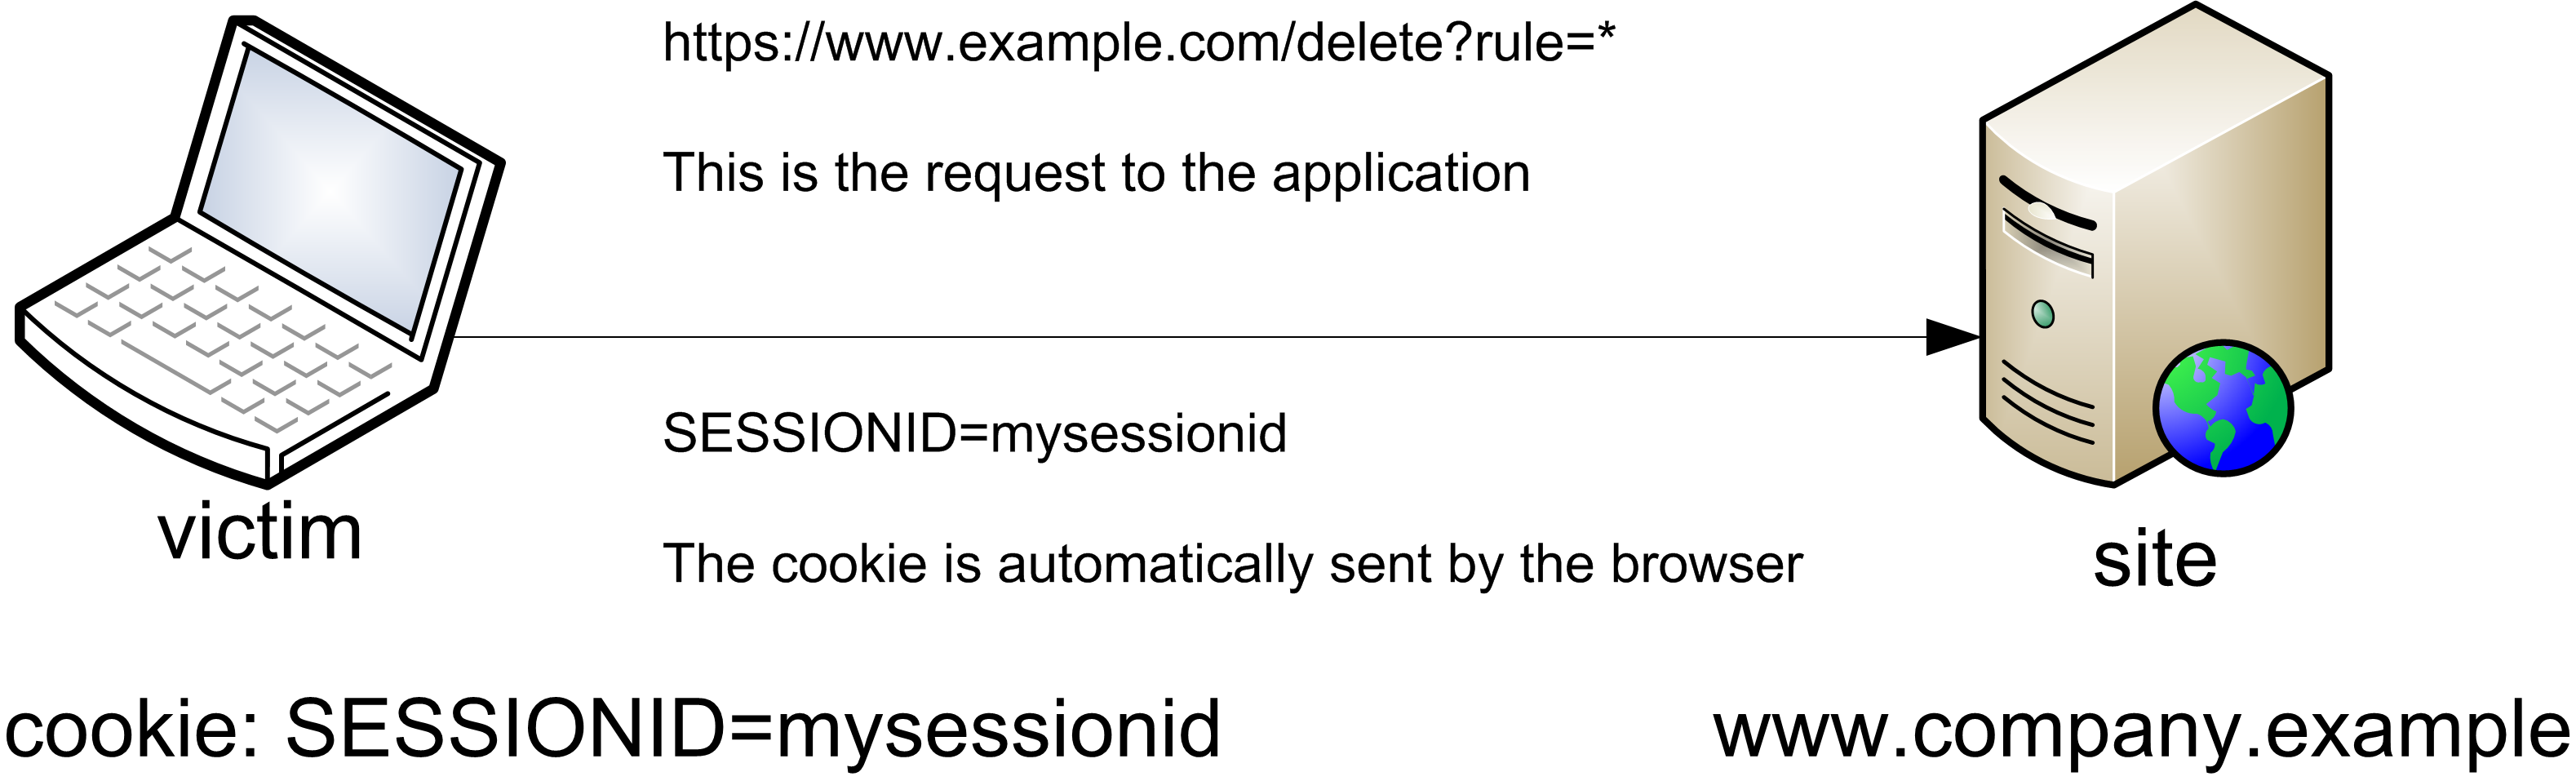 https://www.example.com/delete?rule=*
This is the request to the application
SESSIONID=mysessionid
The cookie is automatically sent by the browser
victim
site
cookie: SESSIONID=mysessionid
www.company.example